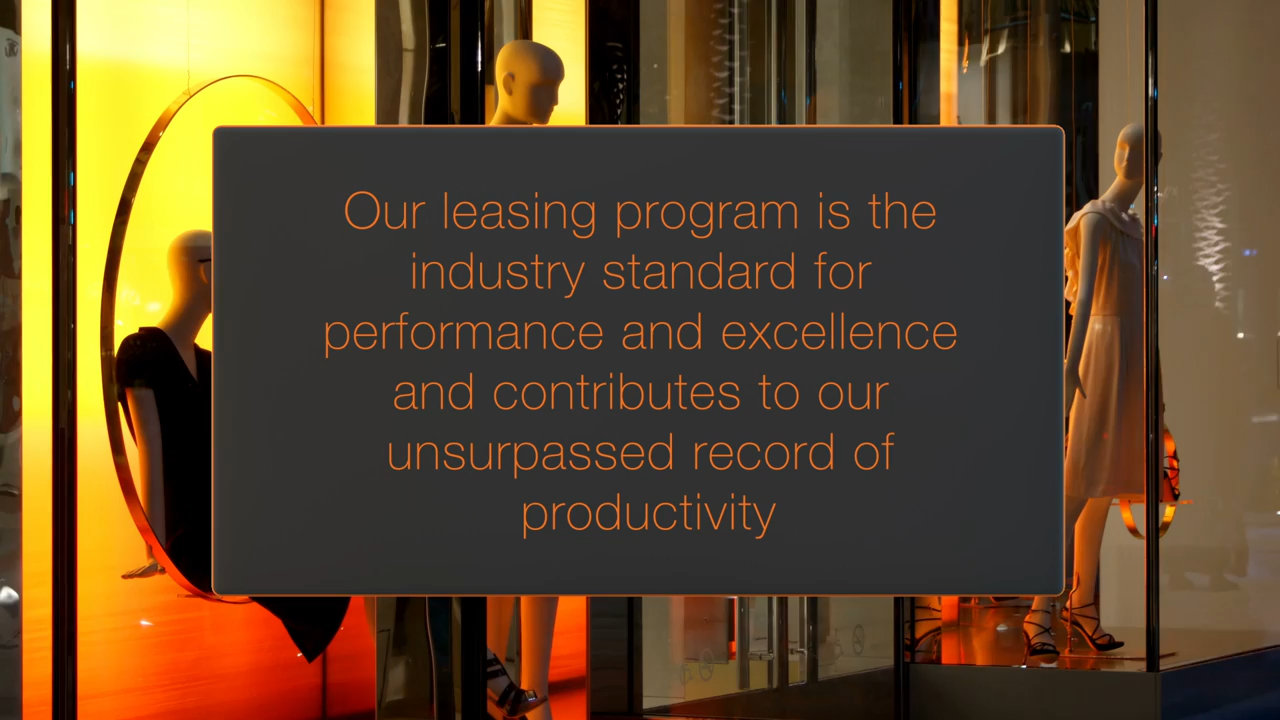 Our leasing program is the
industry standard for
performance and excellence
and contributes to our
unsurpassed record of
productivity